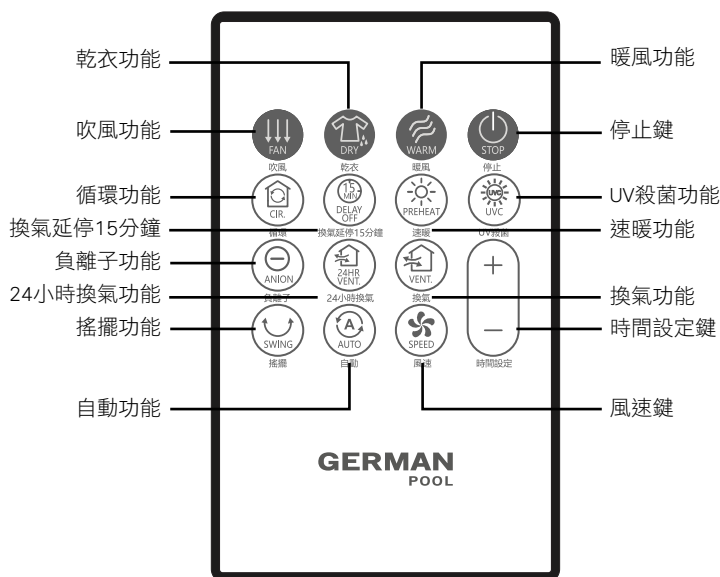 乾衣功能
暖風功能
吹風功能
停止鍵
FAN
DRY
WARM
STOP
吹風
乾衣
暖風
停止
循環功能
UV殺菌功能
CIR.
15
MIN
DELAY
OFF
PREHEAT
UVC
UVC
循環
換氣延停15分鐘
速暖
UV殺菌
換氣延停15分鐘
速暖功能
負離子功能
ANION
24HR
VENT.
VENT.
+
24小時換氣功能
負離子
24小時換氣
換氣
換氣功能
搖擺功能
時間設定鍵
SWING
A
AUTO
SPEED
−
搖擺
自動
風速
時間設定
自動功能
風速鍵
GERMAN
POOL